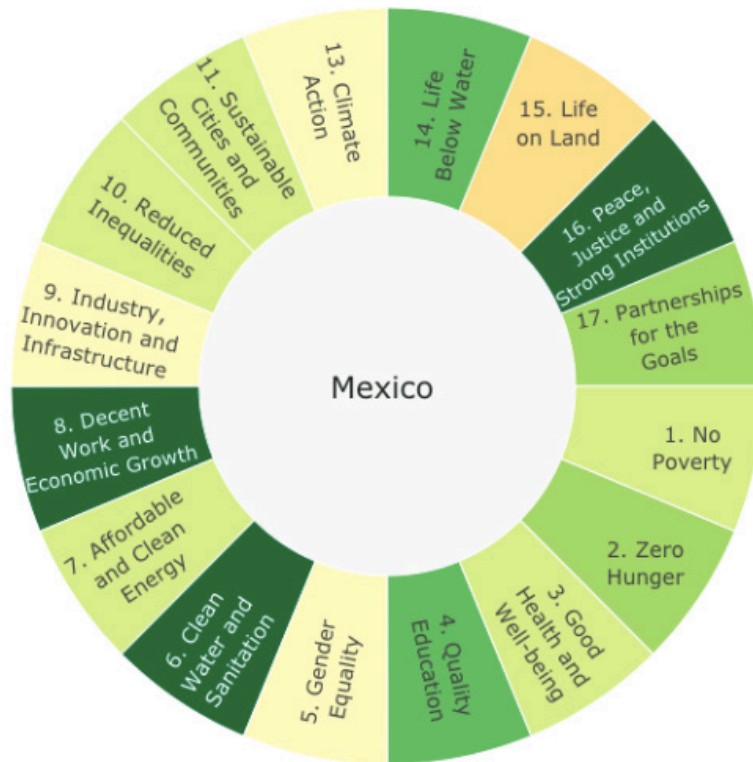 Mexico
1. No
Poverty
2. Zero
Hunger
3. Good
Health and
Well-being
4. Quality
Education
5. Gender
Equality
6. Clean
Water and
Sanitation
7. Affordable
and Clean
Energy
8. Decent
Work and
Economic Growth
9. Industry,
Innovation and
Infrastructure
10. Reduced
Inequalities
11. Sustainable
Cities and
Communities
13. Climate
Action
14. Life
Below Water
15. Life
on Land
16. Peace,
Justice and
Strong Institutions
17. Partnerships
for the
Goals